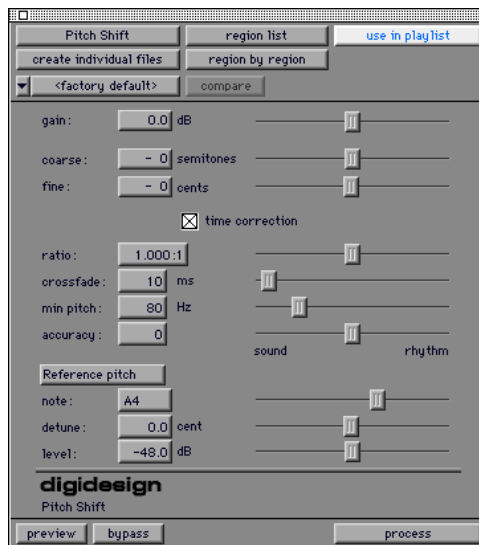 Pitch Shift region list use in playlist
create individual files region by region
<factory default> compare
gain: 0.0 dB
coarse: - 0 semitones
fine: - 0 cents
time correction
ratio: 1.000:1
crossfade: 10 ms
min pitch: 80 Hz
accuracy: 0
sound rhythm
Reference pitch
note: A4
detune: 0.0 cent
level: -48.0 dB
digidesign
Pitch Shift
preview bypass process